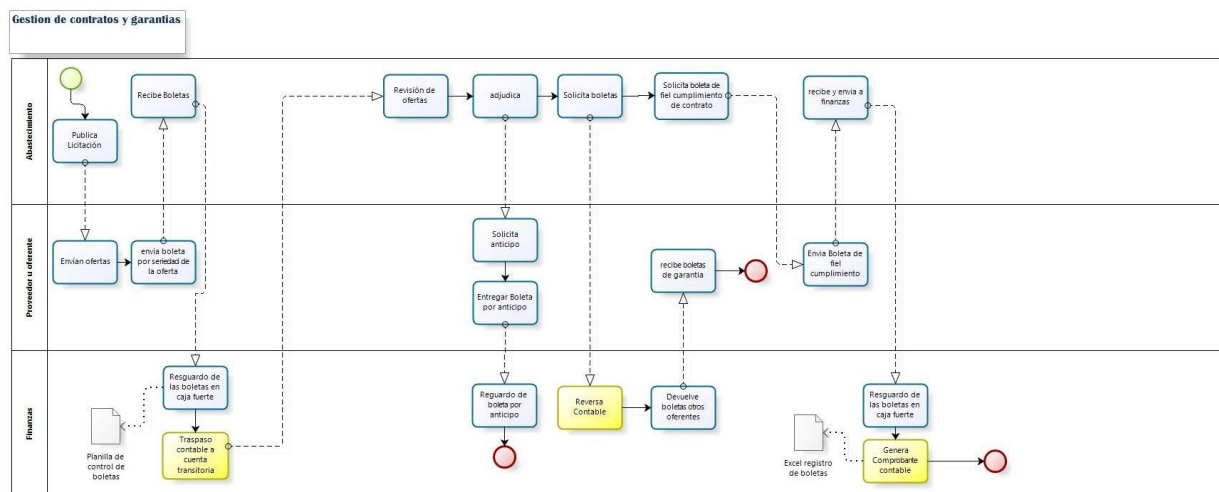 Gestion de contratos y garantias
Abastecimiento
Publica
Licitación
Recibe Boletas
Revisión de
ofertas
adjudica
Solicita boletas
Solicita boleta de
fiel cumplimiento
de contrato
recibe y envia a
finanzas
Proveedor u oferente
Envían ofertas
envia boleta
por seriedad de
la oferta
Solicita
anticipo
Entregar Boleta
por anticipo
recibe boletas
de garantia
Envia Boleta de
fiel
cumplimiento
Finanzas
Planilla de
control de
boletas
Resguardo de
las boletas en
caja fuerte
Traspaso
contable a
cuenta
transitoria
Reguardo de
boleta por
anticipo
Reversa
Contable
Devuelve
boletas otros
oferentes
Excel registro
de boletas
Resguardo de
las boletas en
caja fuerte
Genera
Comprobante
contable